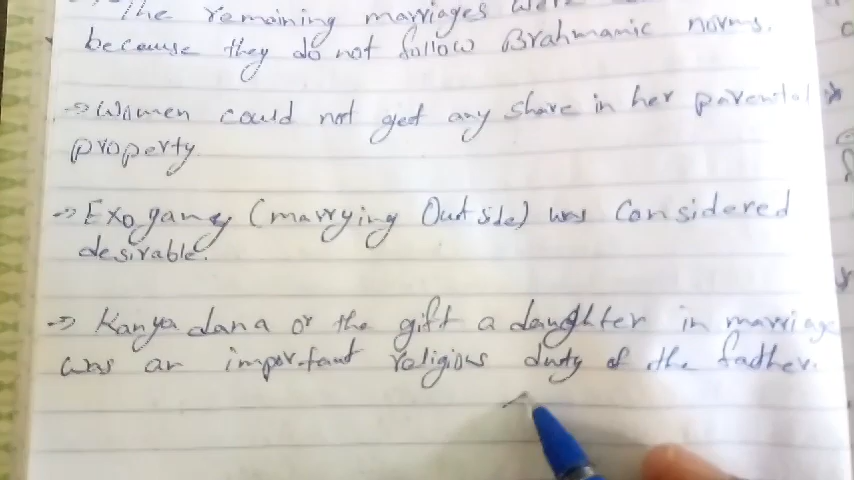 The remaining marriages were
because they do not follow Brahmanic norms.
→ Women could not get any share in her parental
property
→ Exogamy (marrying Outside) was Considered
desirable.
→ Kanya dana or the gift a daughter in marriage
was an important religious duty of the father.